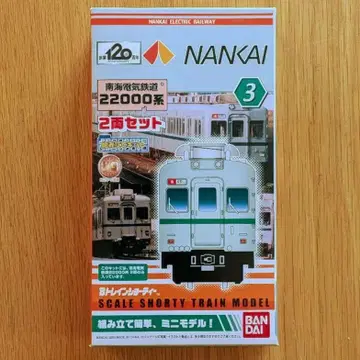 NANKAI ELECTRIC RAILWAY
120
NANKAI
南海電気鉄道
22000系
3
2両セット
Bトレインショーティー
SCALE SHORTY TRAIN MODEL
組み立て簡単、ミニモデル！
BAN
DAI